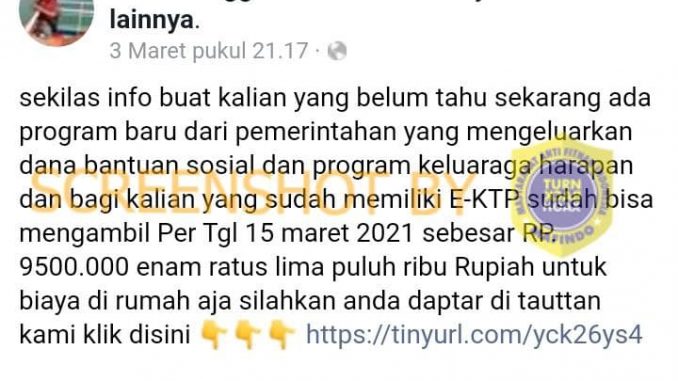 lainnya.
3 Maret pukul 21.17 ·
sekilas info buat kalian yang belum tahu sekarang ada
program baru dari pemerintahan yang mengeluarkan
dana bantuan sosial dan program keluaraga harapan
dan bagi kalian yang sudah memiliki E-KTP sudah bisa
mengambil Per Tgl 15 maret 2021 sebesar RP.
9500.000 enam ratus lima puluh ribu Rupiah untuk
biaya di rumah aja silahkan anda daptar di tauttan
kami klik disini 👇👇👇 https://tinyurl.com/yck26ys4
SCREENSHOT BY
TURN
BACK
HOAX
MAFINDO